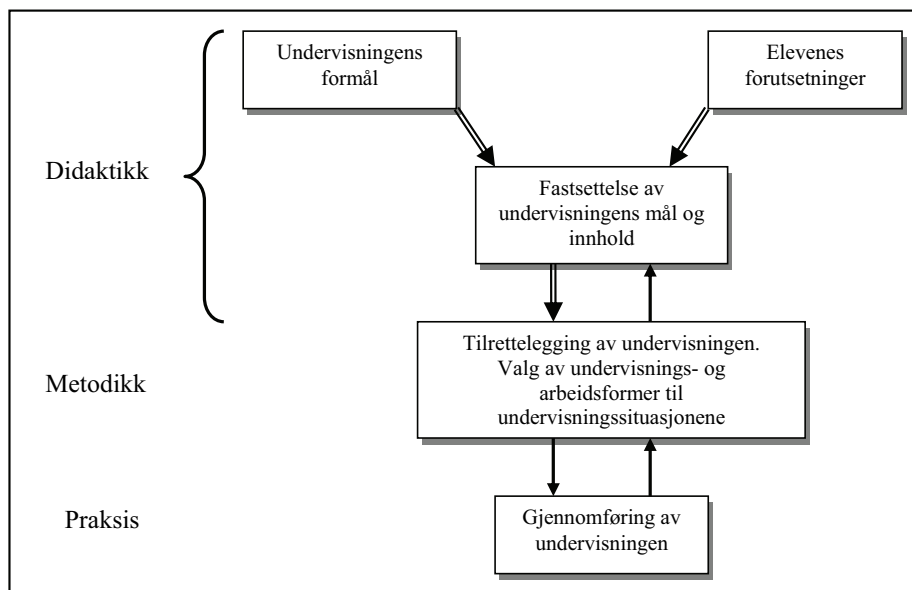 Undervisningens
formål
Elevenes
forutsetninger
Didaktikk
Fastsettelse av
undervisningens mål og
innhold
Metodikk
Tilrettelegging av undervisningen.
Valg av undervisnings- og
arbeidsformer til
undervisningssituasjonene
Praksis
Gjennomføring av
undervisningen